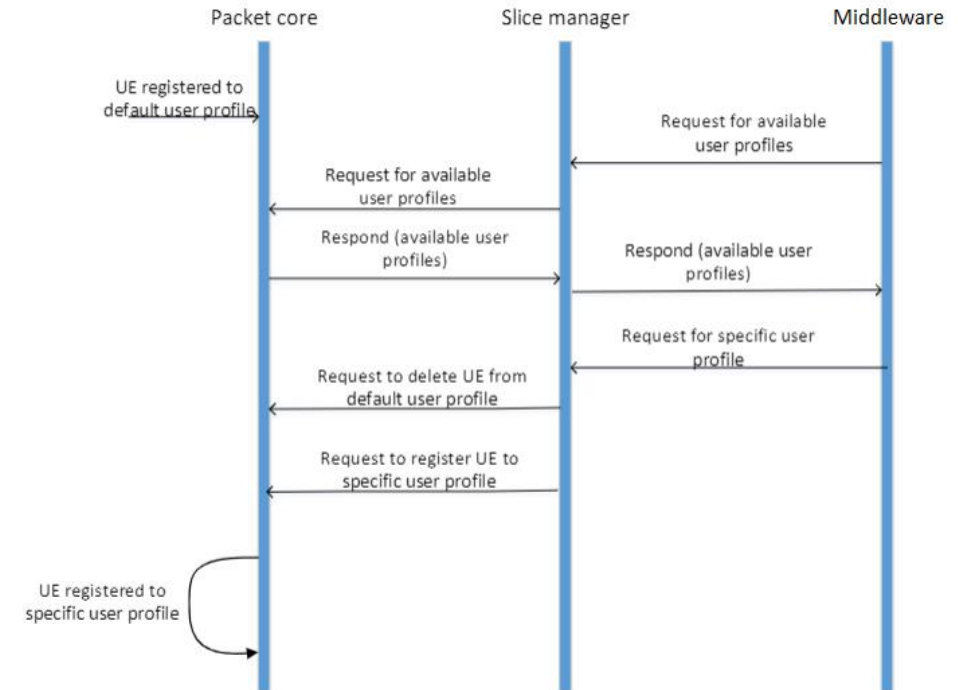 Packet core
Slice manager
Middleware
UE registered to
default user profile
Request for available
user profiles
Request for available
user profiles
Respond (available user
profiles)
Respond (available user
profiles)
Request for specific user
profile
Request to delete UE from
default user profile
Request to register UE to
specific user profile
UE registered to
specific user profile